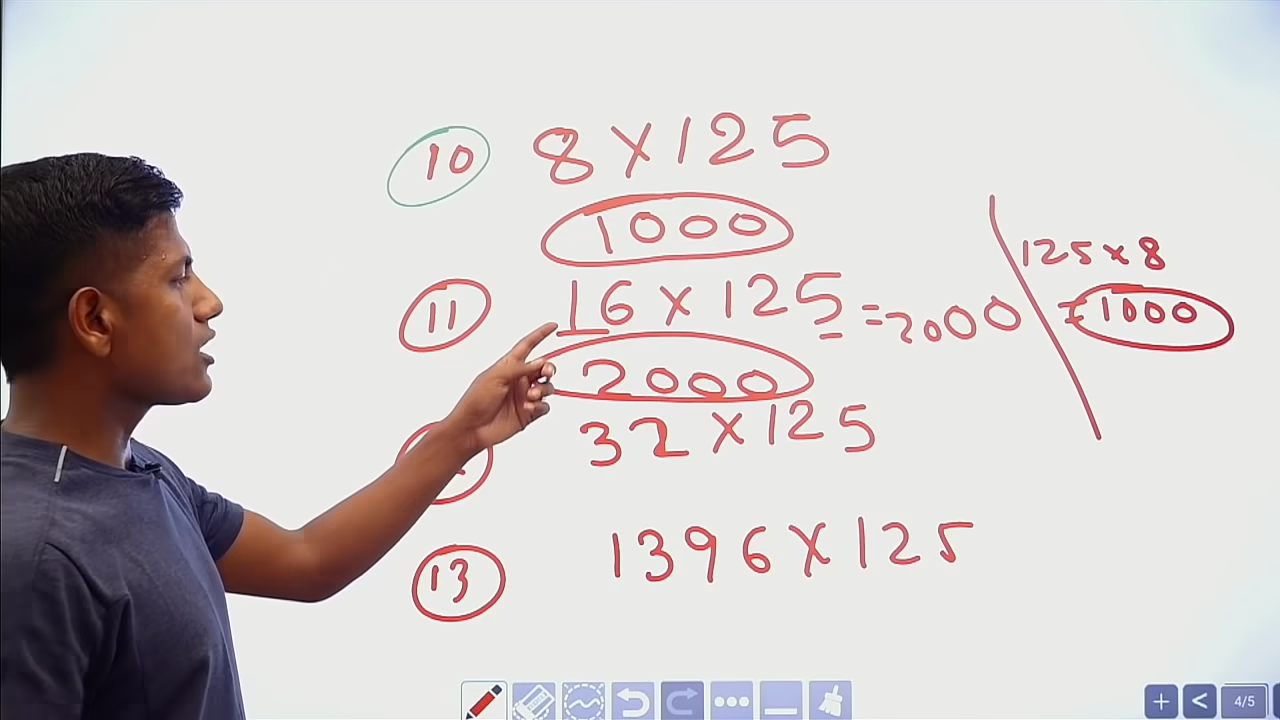 10 8 X 125
1000
11 16 X 125 = 2000
2000
32 X 125
13 1396 X 125
125 x 8
= 1000
4/5